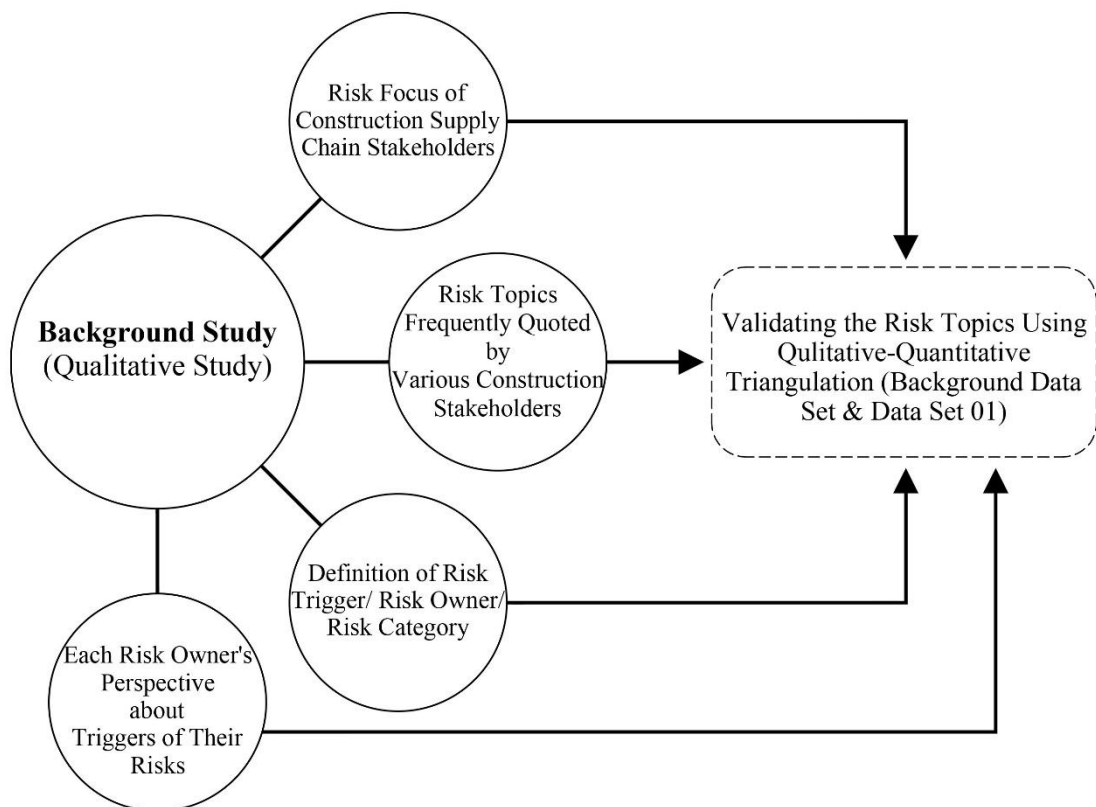 Risk Focus of
Construction Supply
Chain Stakeholders
Background Study
(Qualitative Study)
Risk Topics
Frequently Quoted
by
Various Construction
Stakeholders
Validating the Risk Topics Using
Qulitative-Quantitative
Triangulation (Background Data
Set & Data Set 01)
Definition of Risk
Trigger/ Risk Owner/
Risk Category
Each Risk Owner's
Perspective
about
Triggers of Their
Risks